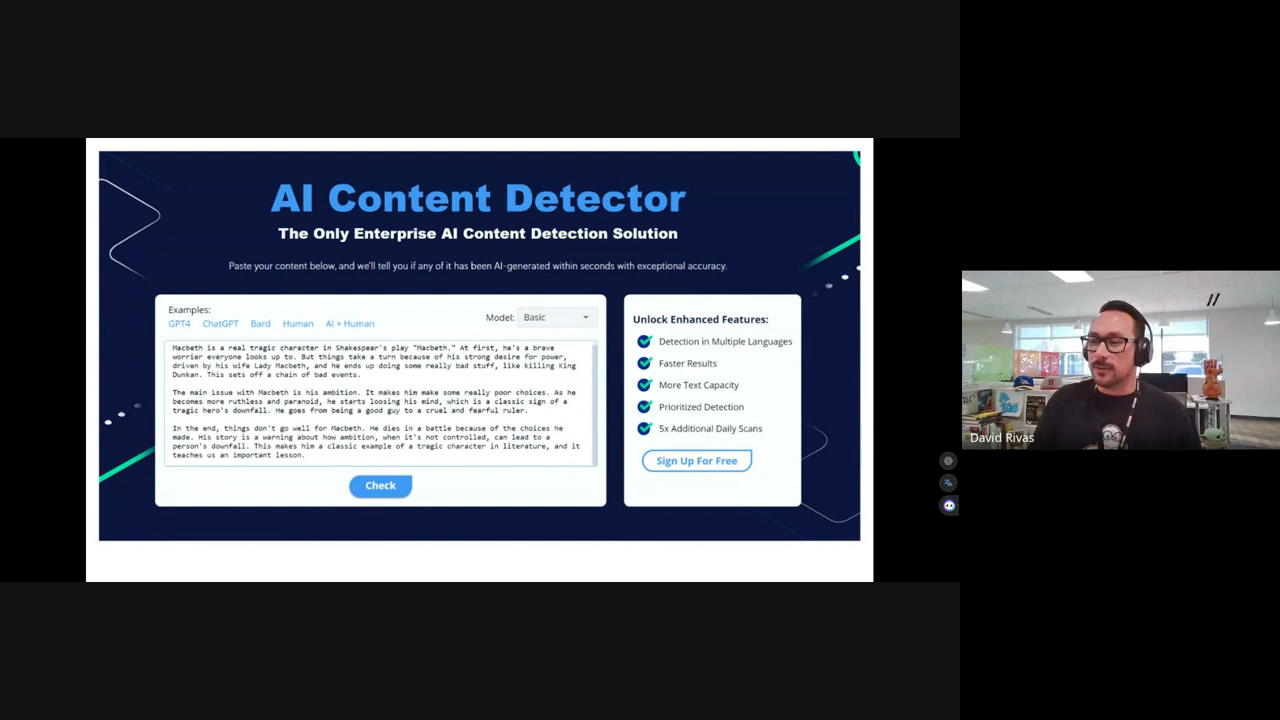 AI Content Detector
The Only Enterprise AI Content Detection Solution
Paste your content below, and we'll tell you if any of it has been AI-generated within seconds with exceptional accuracy.
Examples:
GPT4 ChatGPT Bard Human AI + Human
Model: Basic
Macbeth is a real tragic character in Shakespear's play "Macbeth." At first, he's a brave
worrier everyone looks up to. But things take a turn because of his strong desire for power,
driven by his wife Lady Macbeth, and he ends up doing some really bad stuff, like killing King
Dunkan. This sets off a chain of bad events.
The main issue with Macbeth is his ambition. It makes him make some really poor choices. As he
becomes more ruthless and paranoid, he starts loosing his mind, which is a classic sign of a
tragic hero's downfall. He goes from being a good guy to a cruel and fearful ruler.
In the end, things don't go well for Macbeth. He dies in a battle because of the choices he
made. His story is a warning about how ambition, when it's not controlled, can lead to a
person's downfall. This makes him a classic example of a tragic character in literature, and it
teaches us an important lesson.
Check
Unlock Enhanced Features:
Detection in Multiple Languages
Faster Results
More Text Capacity
Prioritized Detection
5x Additional Daily Scans
Sign Up For Free
David Rivas